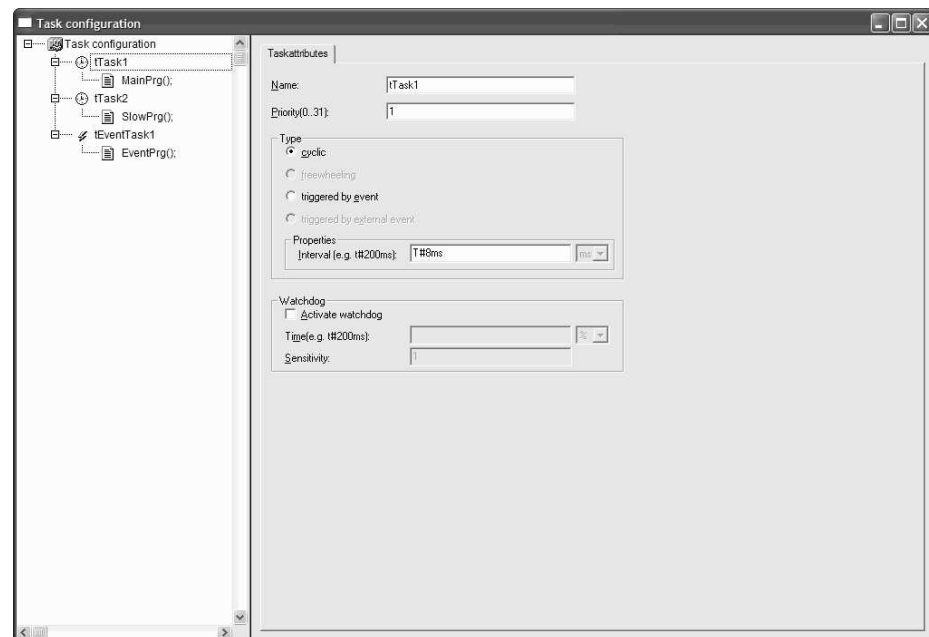 Task configuration
Task configuration
tTask1
MainPrg();
tTask2
SlowPrg();
tEventTask1
EventPrg();
Taskattributes
Name: tTask1
Priority(0..31): 1
Type
cyclic
freewheeling
triggered by event
triggered by external event
Properties
Interval (e.g. t#200ms): T#8ms ms
Watchdog
Activate watchdog
Time(e.g. t#200ms): %
Sensitivity: 1